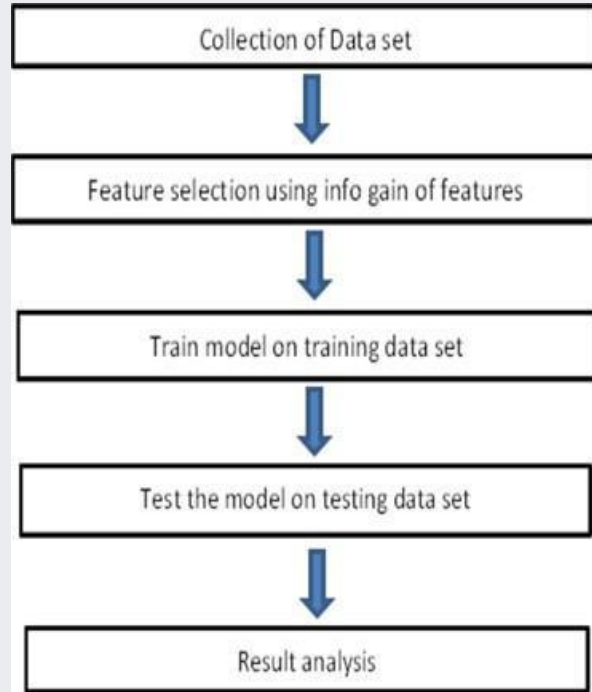 Collection of Data set
Feature selection using info gain of features
Train model on training data set
Test the model on testing data set
Result analysis